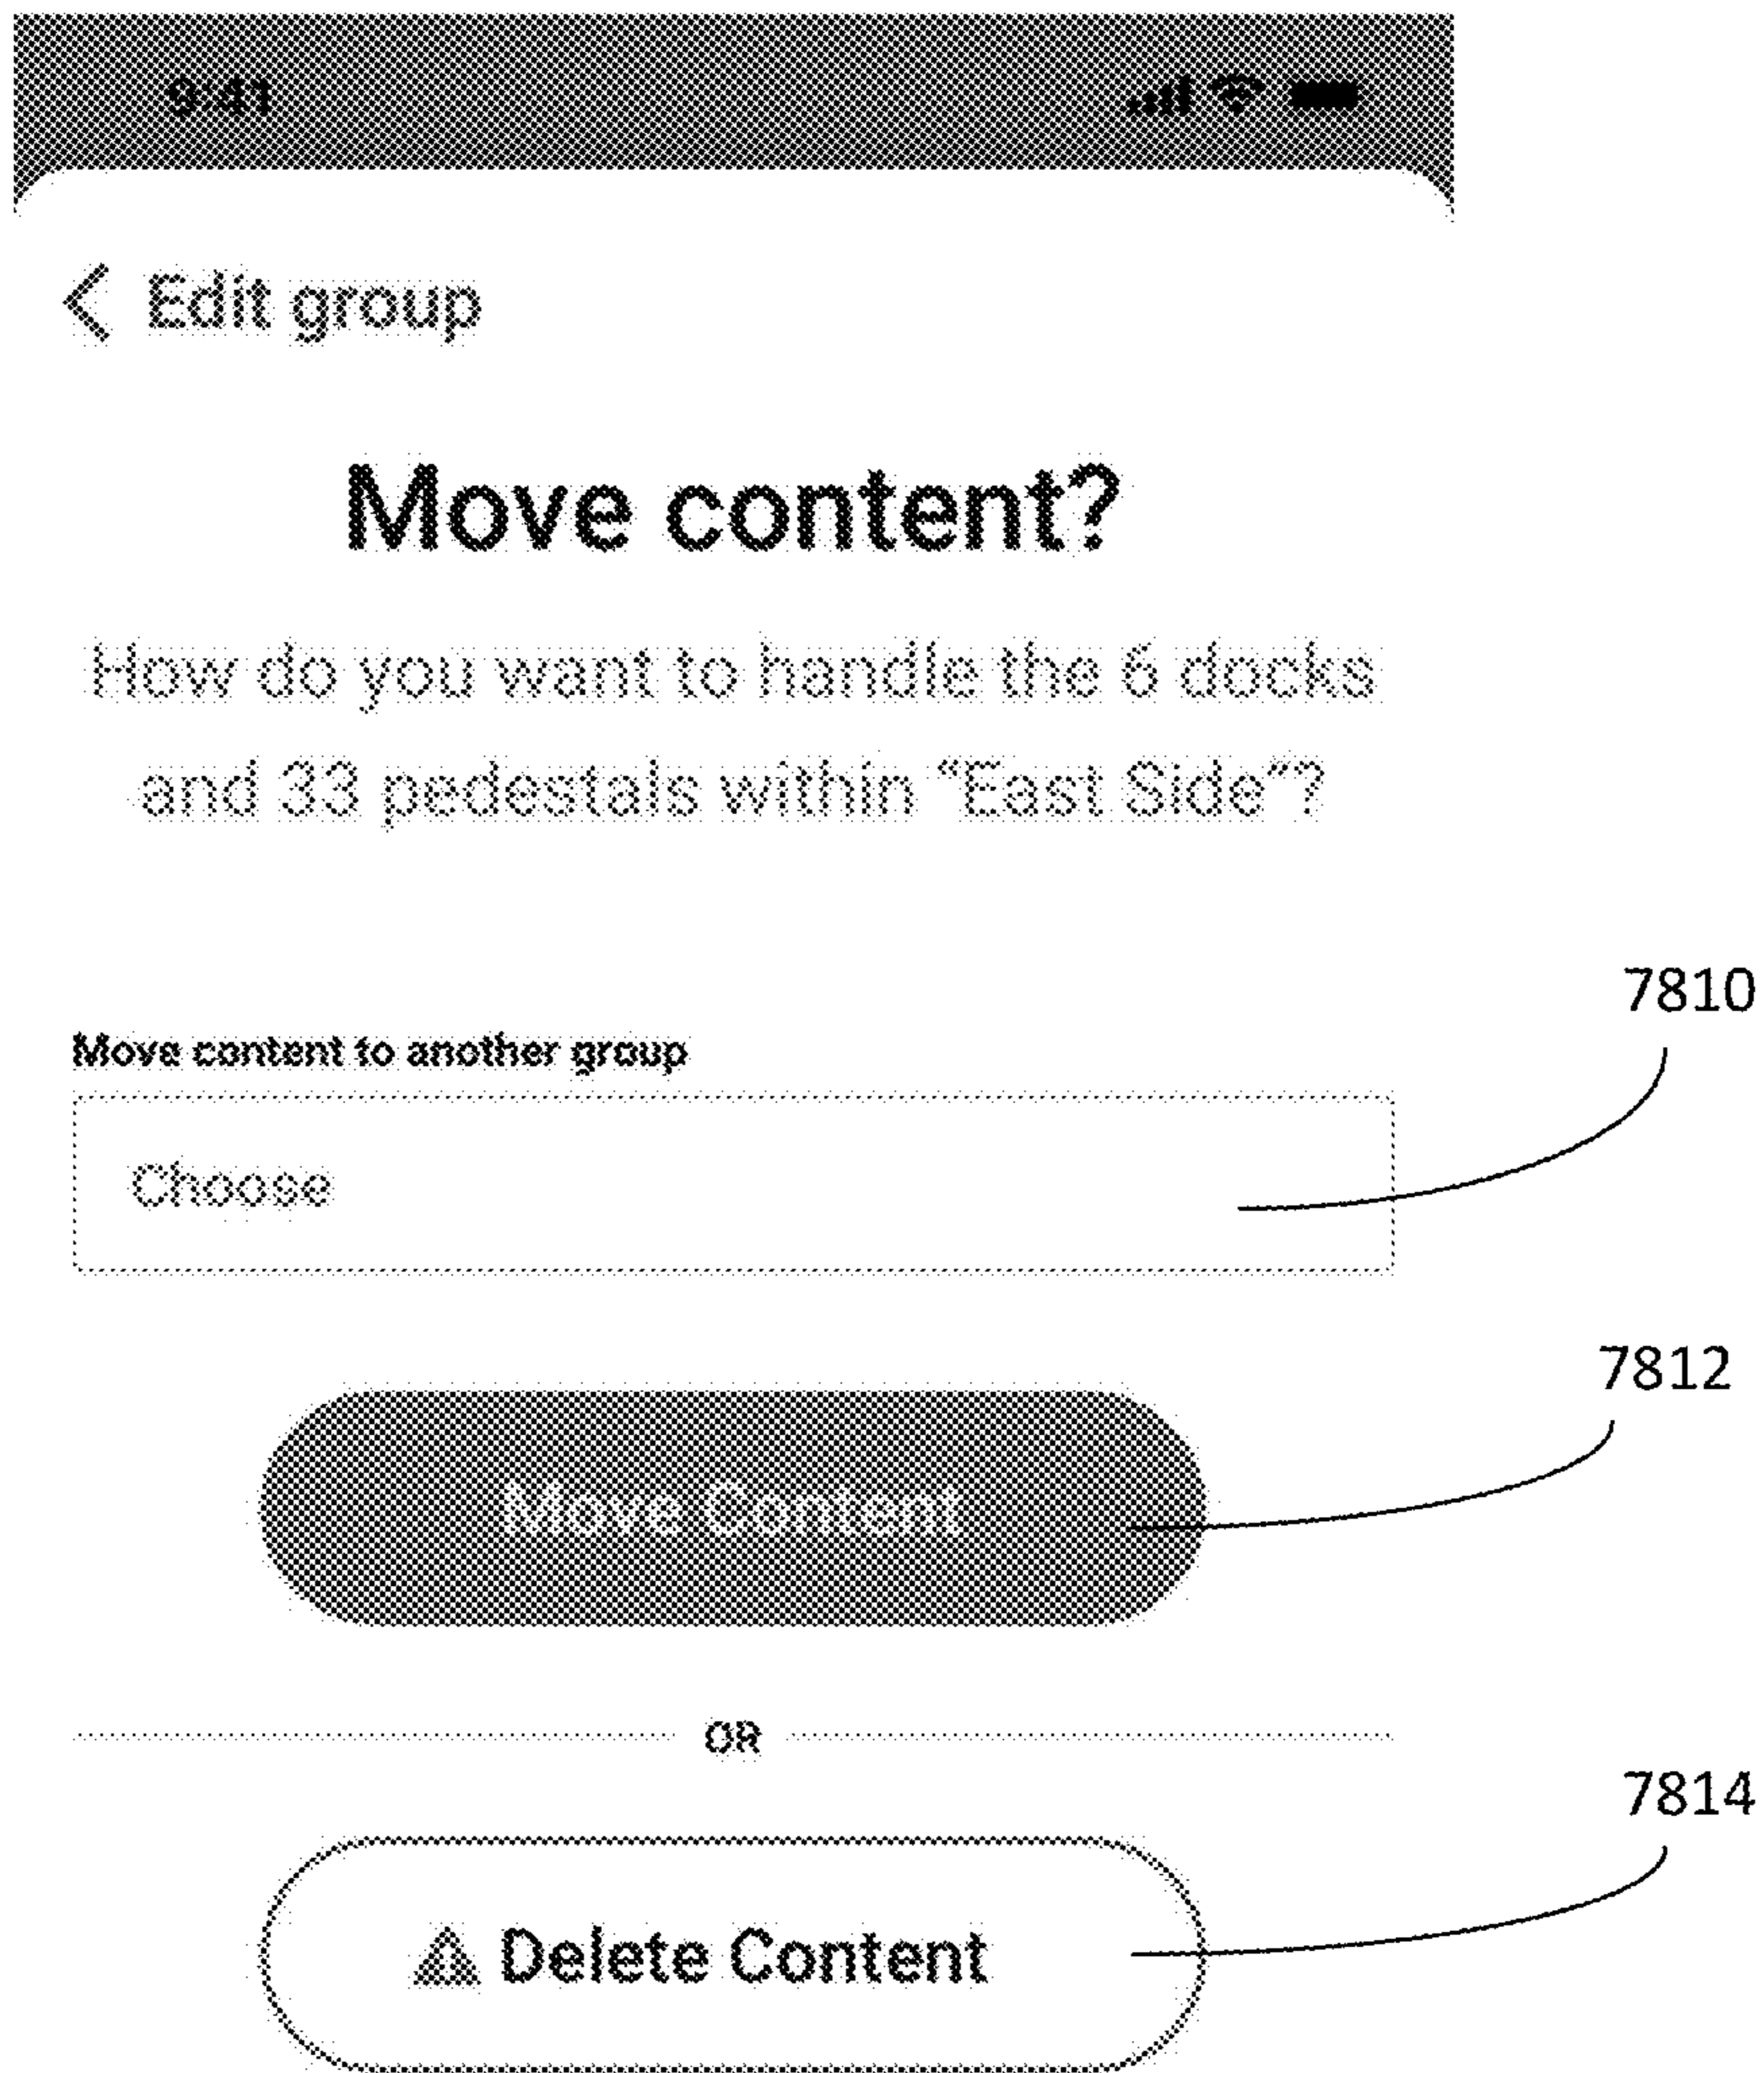 9:41
Edit group
Move content?
How do you want to handle the 6 docks
and 33 pedestals within “East Side”?
7810
Move content to another group
Choose
7812
Move Content
OR
7814
Delete Content